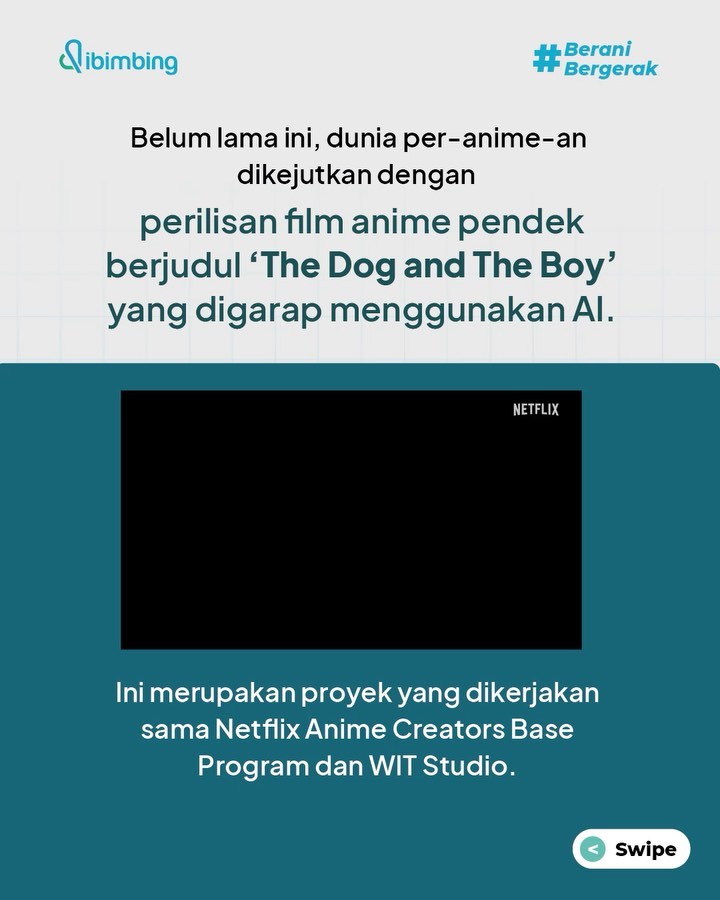 ibimbing
#Berani
Bergerak
Belum lama ini, dunia per-anime-an
dikejutkan dengan
perilisan film anime pendek
berjudul ‘The Dog and The Boy’
yang digarap menggunakan AI.
NETFLIX
Ini merupakan proyek yang dikerjakan
sama Netflix Anime Creators Base
Program dan WIT Studio.
< Swipe